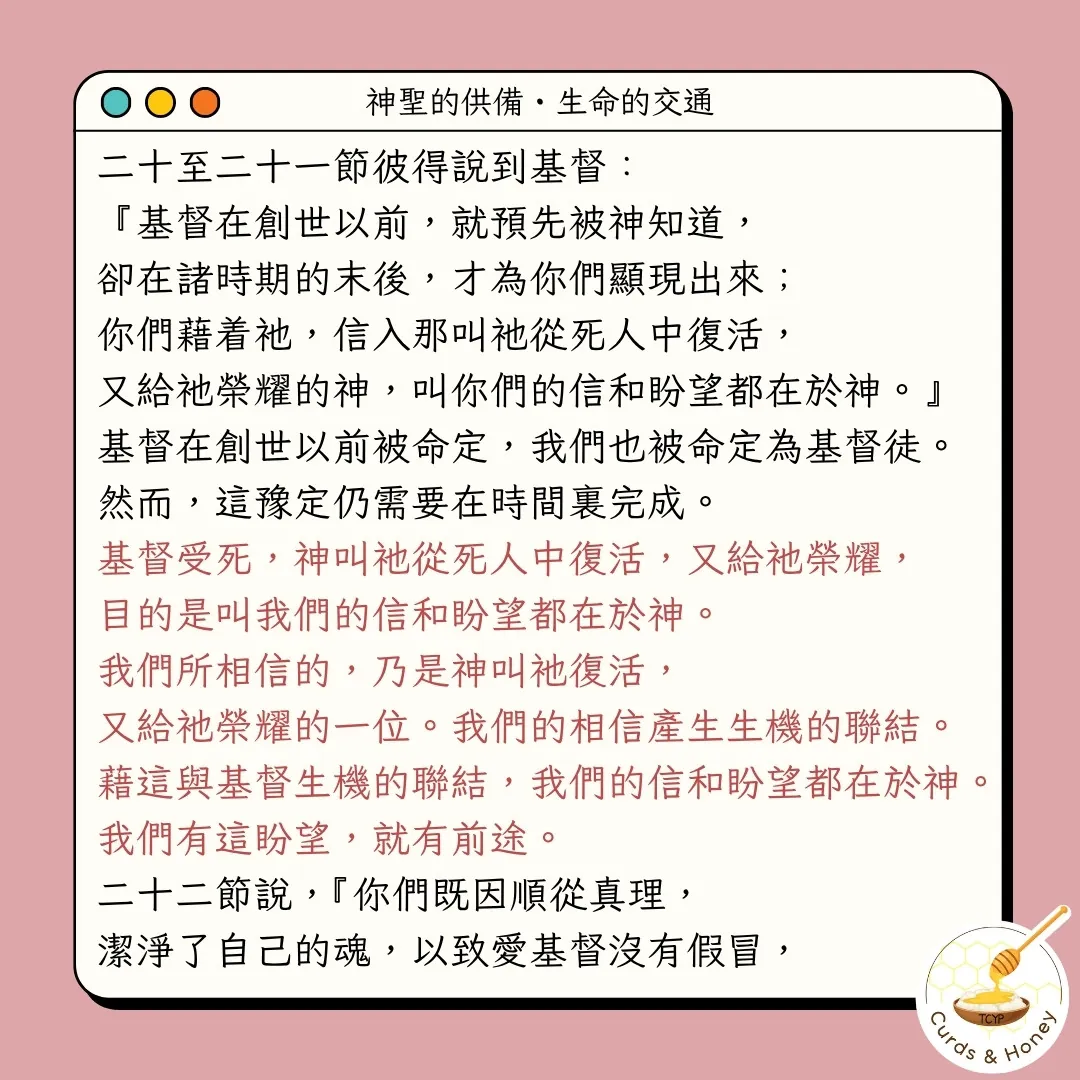 神聖的供備·生命的交通
二十至二十一節彼得說到基督：
『基督在創世以前，就預先被神知道，
卻在諸時期的末後，才為你們顯現出來；
你們藉着祂，信入那叫祂從死人中復活，
又給祂榮耀的神，叫你們的信和盼望都在於神。』
基督在創世以前被命定，我們也被命定為基督徒。
然而，這豫定仍需要在時間裏完成。
基督受死，神叫祂從死人中復活，又給祂榮耀，
目的是叫我們的信和盼望都在於神。
我們所相信的，乃是神叫祂復活，
又給祂榮耀的一位。我們的相信產生生機的聯結。
藉這與基督生機的聯結，我們的信和盼望都在於神。
我們有這盼望，就有前途。
二十二節說，『你們既因順從真理，
潔淨了自己的魂，以致愛基督沒有假冒，
TCYP
Curds & Honey